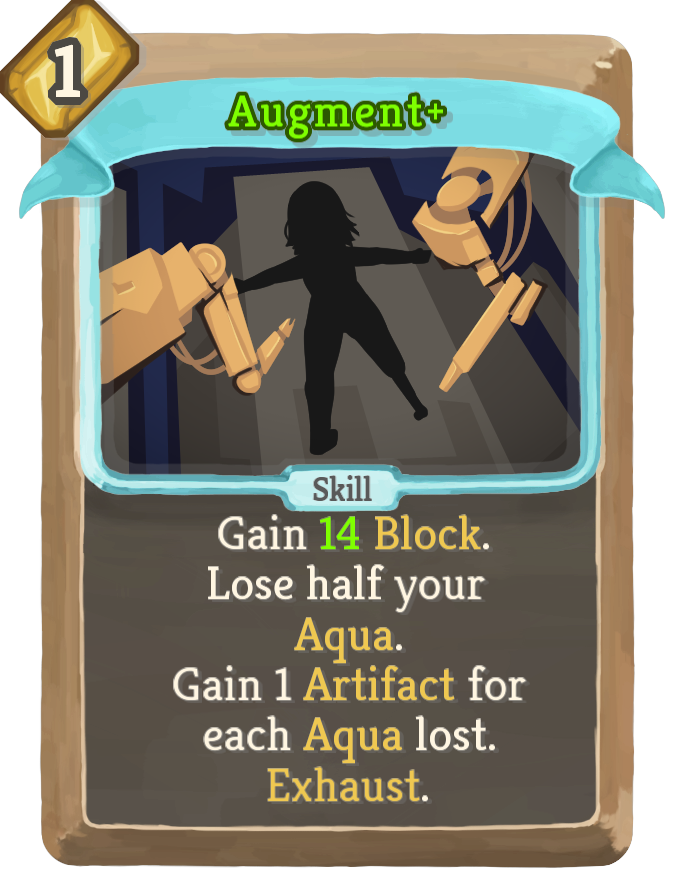 1
Augment+
Skill
Gain 14 Block.
Lose half your
Aqua.
Gain 1 Artifact for
each Aqua lost.
Exhaust.